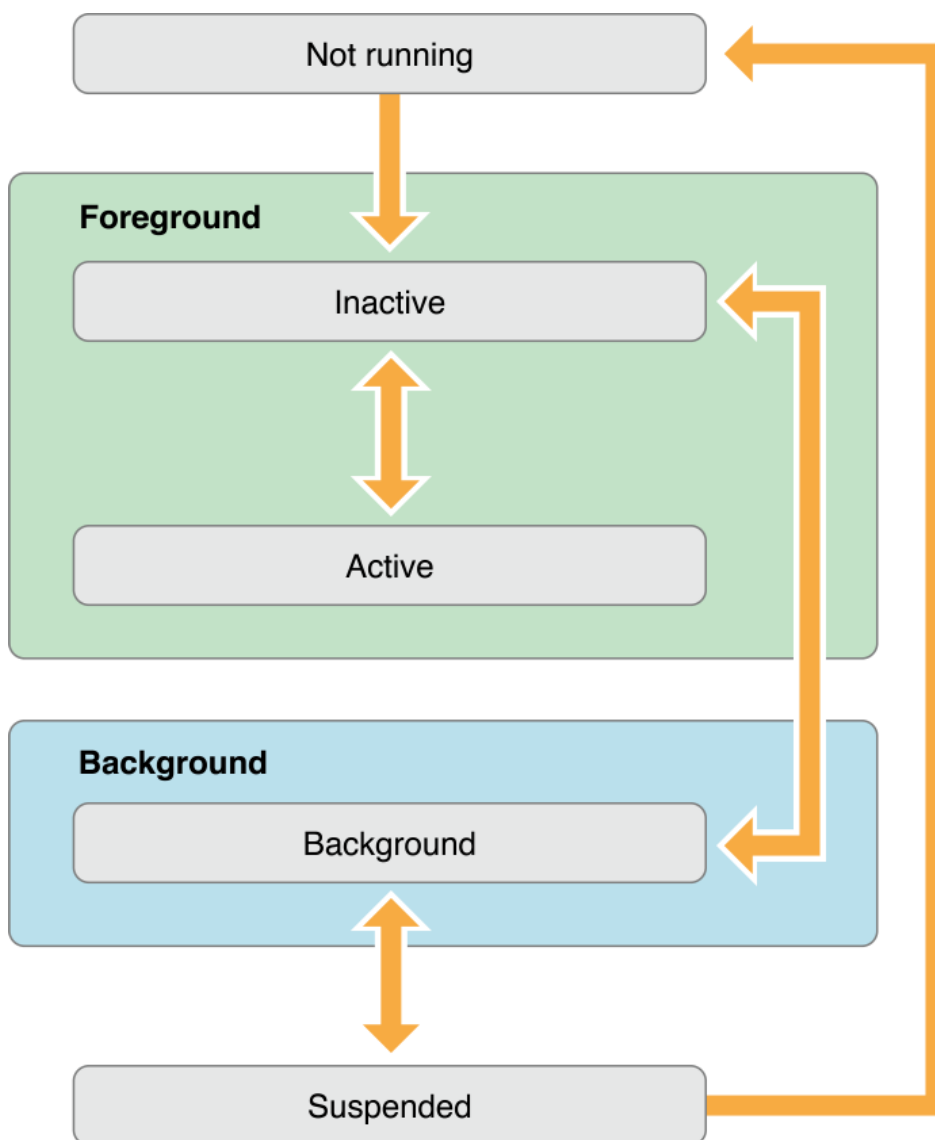 Not running
Foreground
Inactive
Active
Background
Background
Suspended